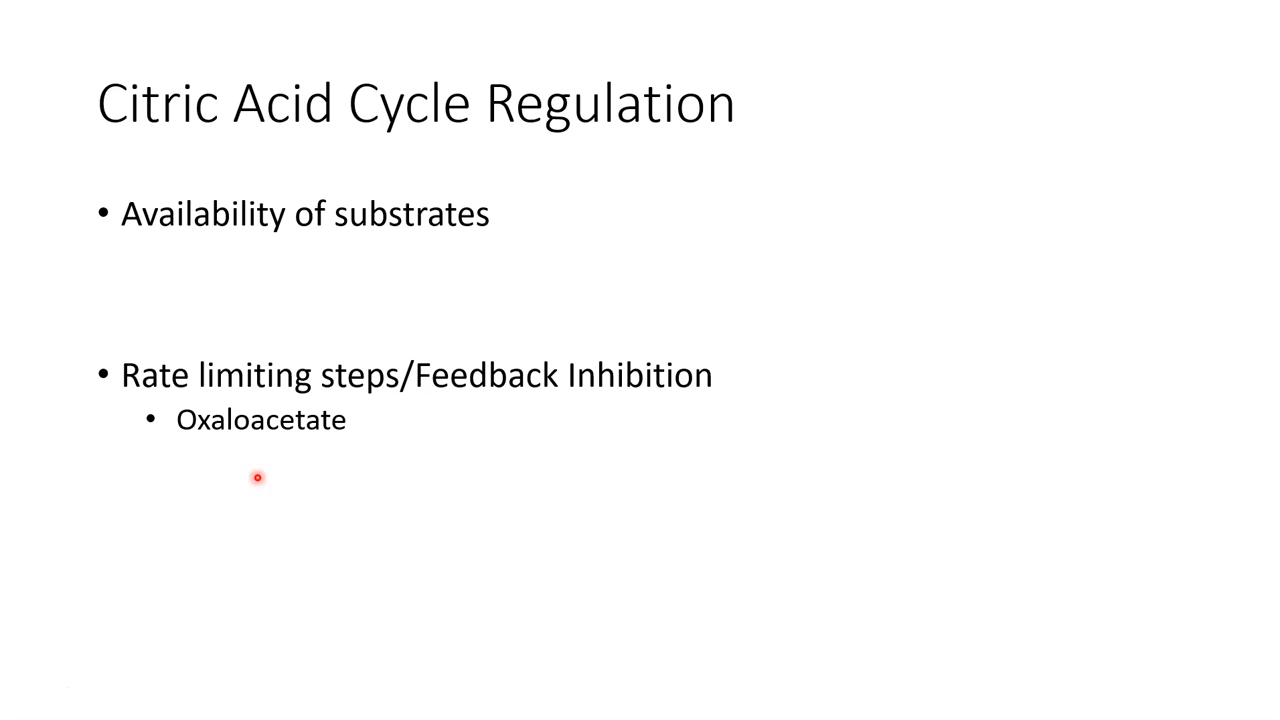 Citric Acid Cycle Regulation
• Availability of substrates
• Rate limiting steps/Feedback Inhibition
• Oxaloacetate